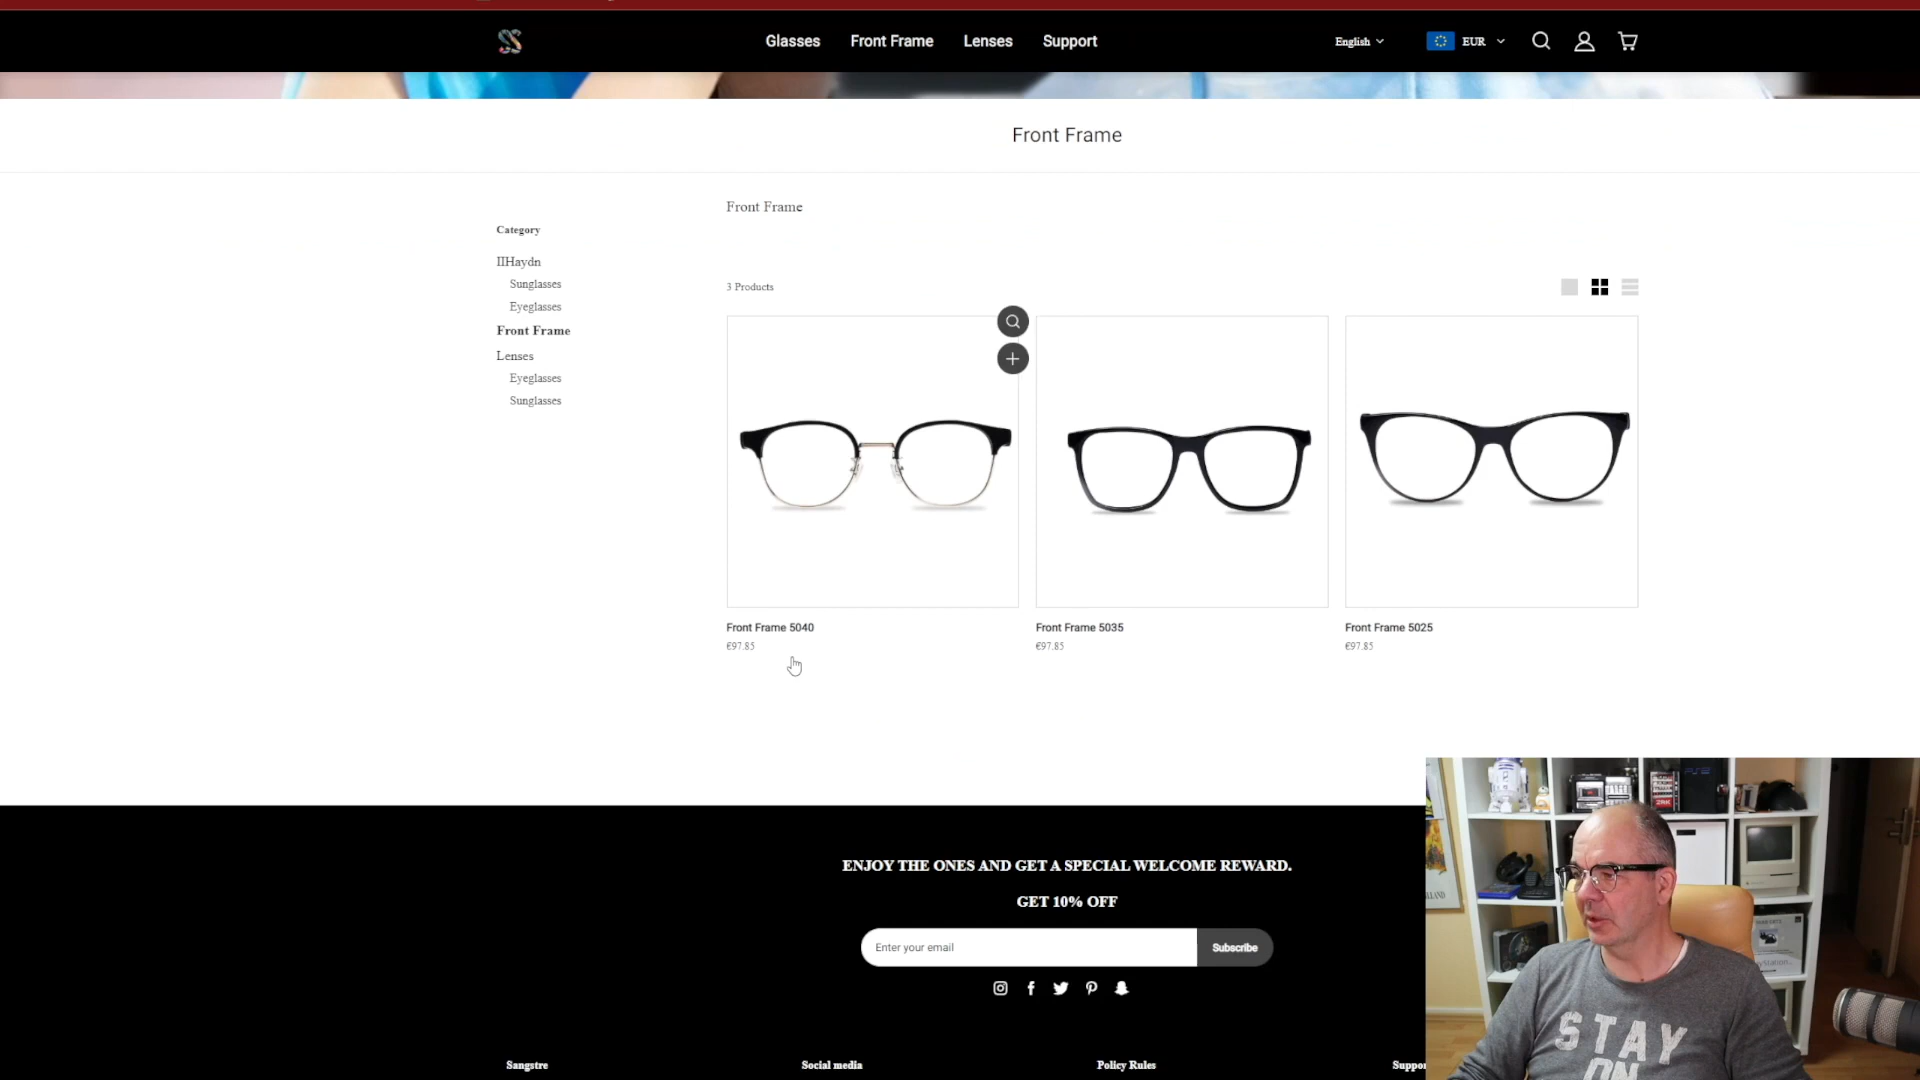 Glasses Front Frame Lenses Support English EUR
Front Frame
Front Frame
Category
IIHaydn
Sunglasses
Eyeglasses
Front Frame
Lenses
Eyeglasses
Sunglasses
3 Products
Front Frame 5040
€97.85
Front Frame 5035
€97.85
Front Frame 5025
€97.85
ENJOY THE ONES AND GET A SPECIAL WELCOME REWARD.
GET 10% OFF
Enter your email Subscribe
Sangstre Social media Policy Rules
STAY
ON